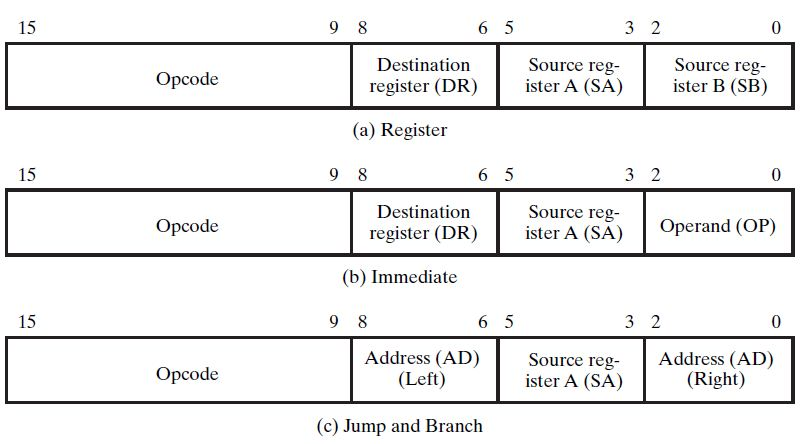 15 9 8 6 5 3 2 0
Opcode
Destination
register (DR)
Source reg-
ister A (SA)
Source reg-
ister B (SB)
(a) Register
15 9 8 6 5 3 2 0
Opcode
Destination
register (DR)
Source reg-
ister A (SA)
Operand (OP)
(b) Immediate
15 9 8 6 5 3 2 0
Opcode
Address (AD)
(Left)
Source reg-
ister A (SA)
Address (AD)
(Right)
(c) Jump and Branch